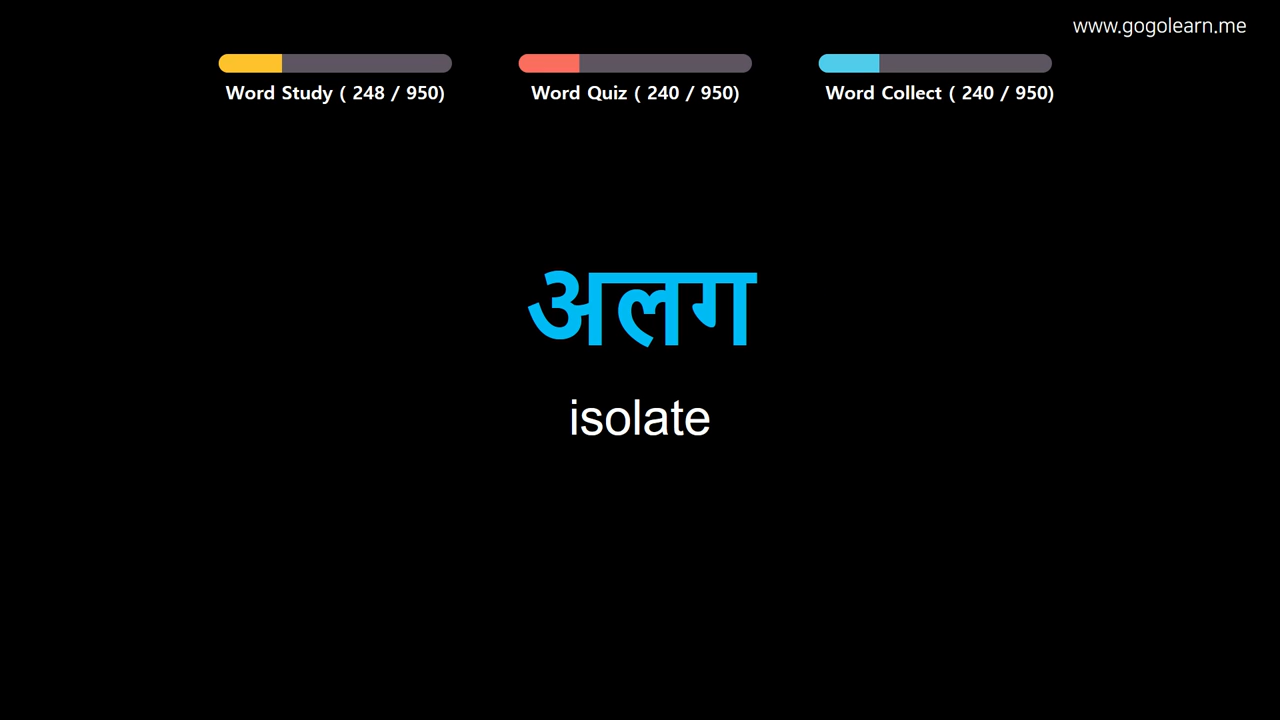 www.gogolearn.me
Word Study ( 248 / 950)
Word Quiz ( 240 / 950)
Word Collect ( 240 / 950)
अलग
isolate